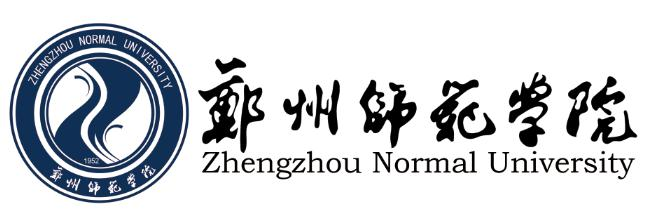 ZHENGZHOU NORMAL UNIVERSITY
1952
鄭州師範學院
鄭州師範學院
Zhengzhou Normal University